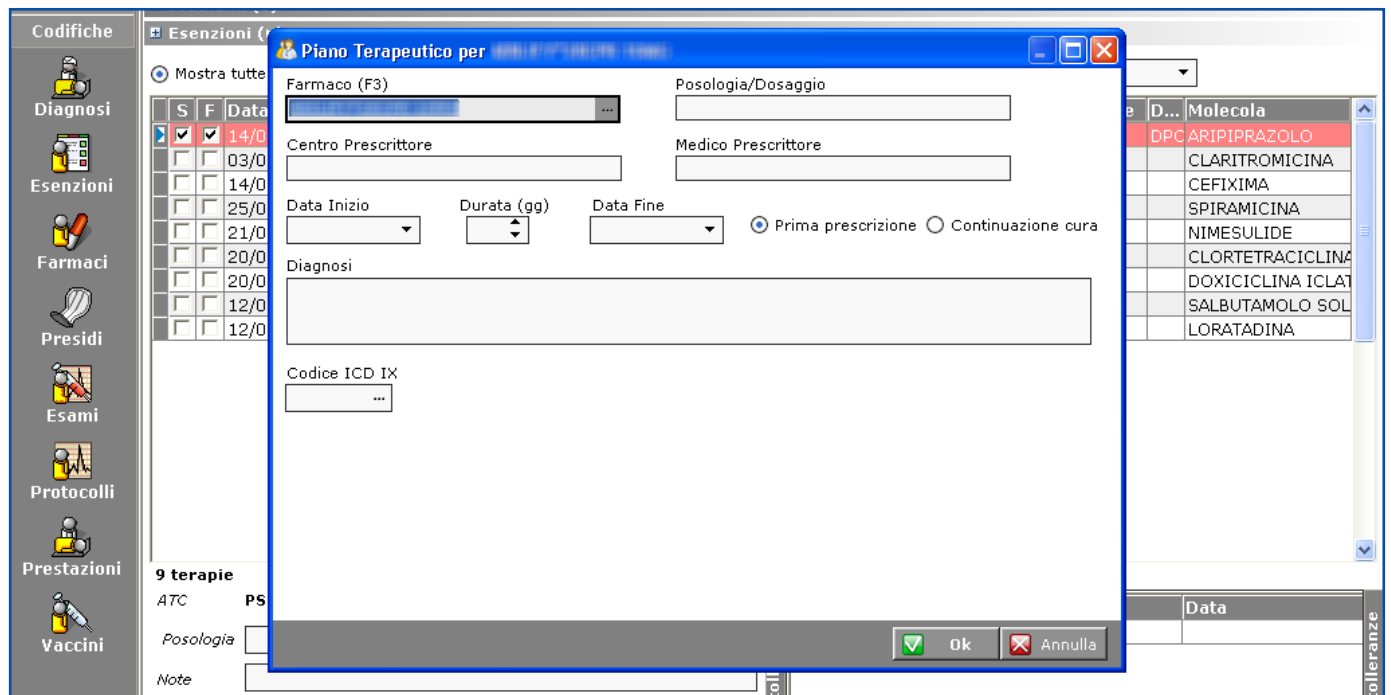 Codifiche
Diagnosi
Esenzioni
Farmaci
Presidi
Esami
Protocolli
Prestazioni
Vaccini
Esenzioni (
Mostra tutte
S F Data
14/0
03/0
14/0
25/0
21/0
20/0
20/0
12/0
12/0
9 terapie
ATC PS
Posologia
Note
Piano Terapeutico per
Farmaco (F3) Posologia/Dosaggio
...
Centro Prescrittore Medico Prescrittore
Data Inizio Durata (gg) Data Fine
Prima prescrizione Continuazione cura
Diagnosi
Codice ICD IX
...
Ok Annulla
e D... Molecola
DPC ARIPIPRAZOLO
CLARITROMICINA
CEFIXIMA
SPIRAMICINA
NIMESULIDE
CLORTETRACICLINA
DOXICICLINA ICLAT
SALBUTAMOLO SOL
LORATADINA
Data
olleranze